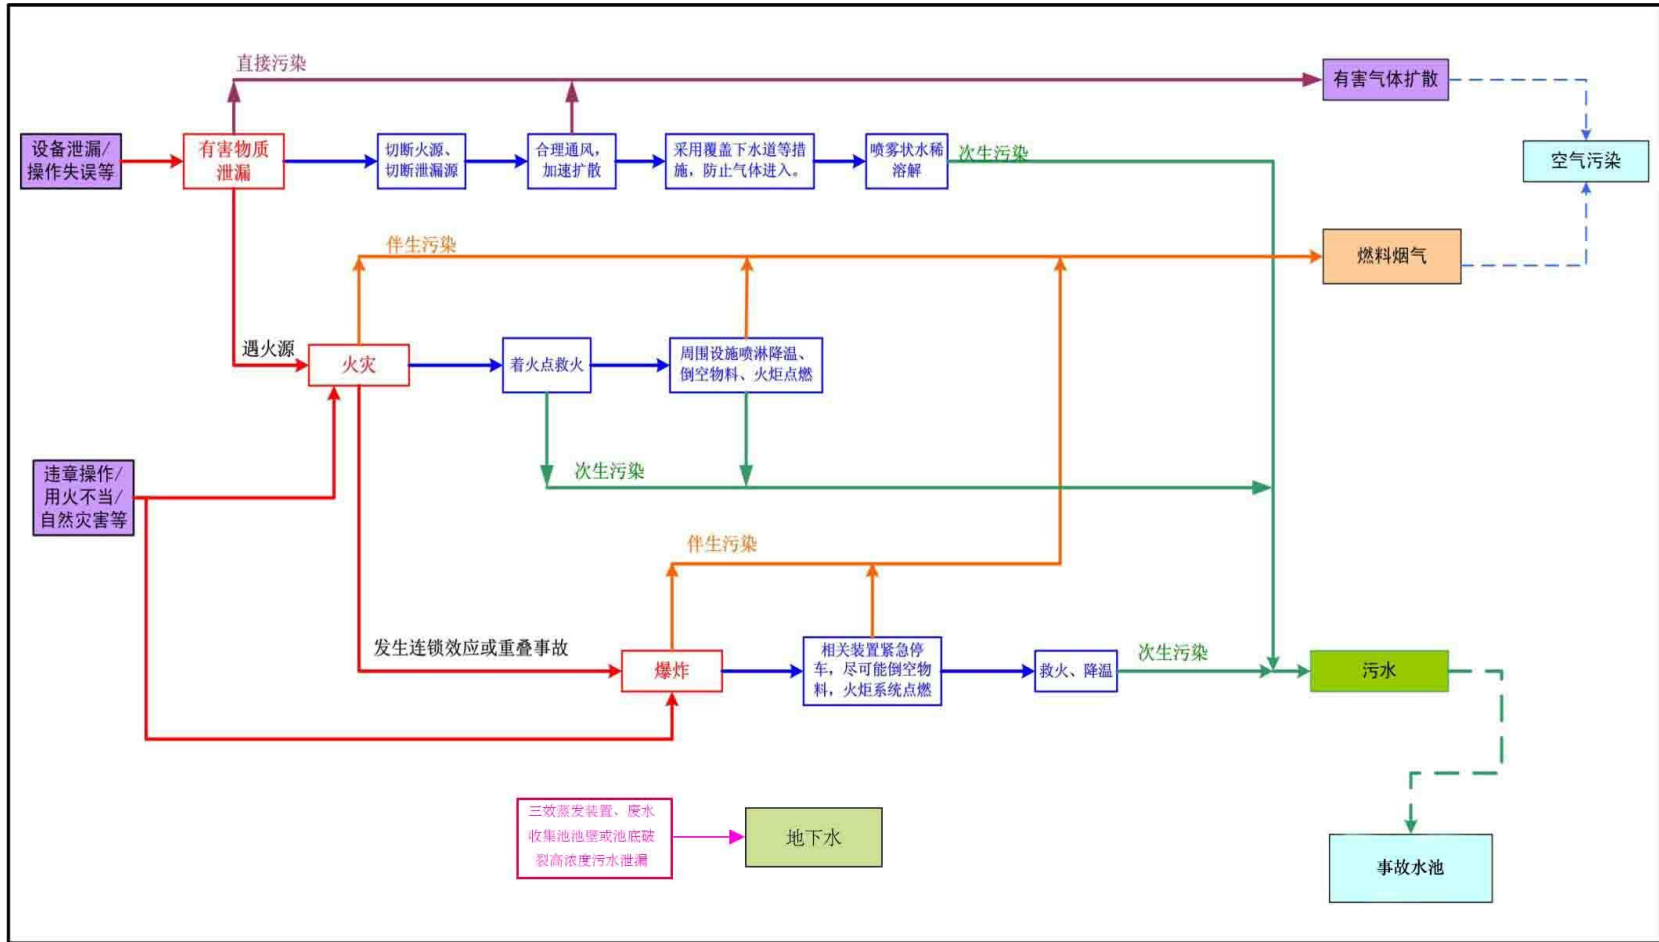 直接污染
有害气体扩散
设备泄漏/
操作失误等
有害物质
泄漏
切断火源、
切断泄漏源
合理通风，
加速扩散
采用覆盖下水道等措
施，防止气体进入。
喷雾状水稀
溶解
次生污染
空气污染
伴生污染
燃料烟气
遇火源
火灾
着火点救火
周围设施喷淋降温、
倒空物料、火炬点燃
违章操作/
用火不当/
自然灾害等
次生污染
伴生污染
发生连锁效应或重叠事故
爆炸
相关装置紧急停
车，尽可能倒空物
料，火炬系统点燃
救火、降温
次生污染
污水
三效蒸发装置、废水
收集池池壁或池底破
裂高浓度污水泄漏
地下水
事故水池